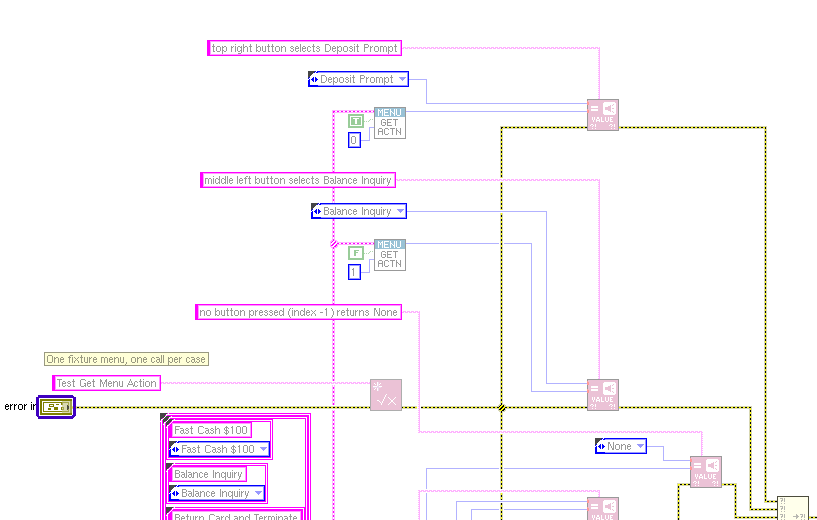 top right button selects Deposit Prompt
Deposit Prompt
MENU
GET
ACTN
T
0
=
VALUE
?!
?!
middle left button selects Balance Inquiry
Balance Inquiry
MENU
GET
ACTN
F
1
no button pressed (index -1) returns None
One fixture menu, one call per case
Test Get Menu Action
error in
=
VALUE
?!
?!
Fast Cash $100
Fast Cash $100
None
=
VALUE
?!
?!
Balance Inquiry
Balance Inquiry
Return Card and Terminate
=
VALUE
?!
?!
?!
?!